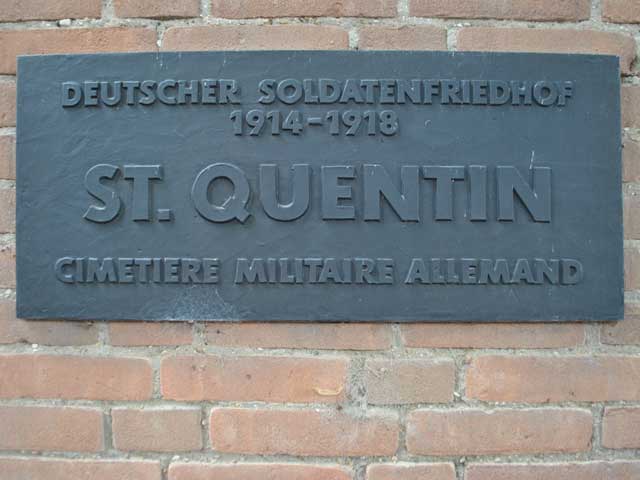 DEUTSCHER SOLDATENFRIEDHOF
1914-1918
ST. QUENTIN
CIMETIERE MILITAIRE ALLEMAND